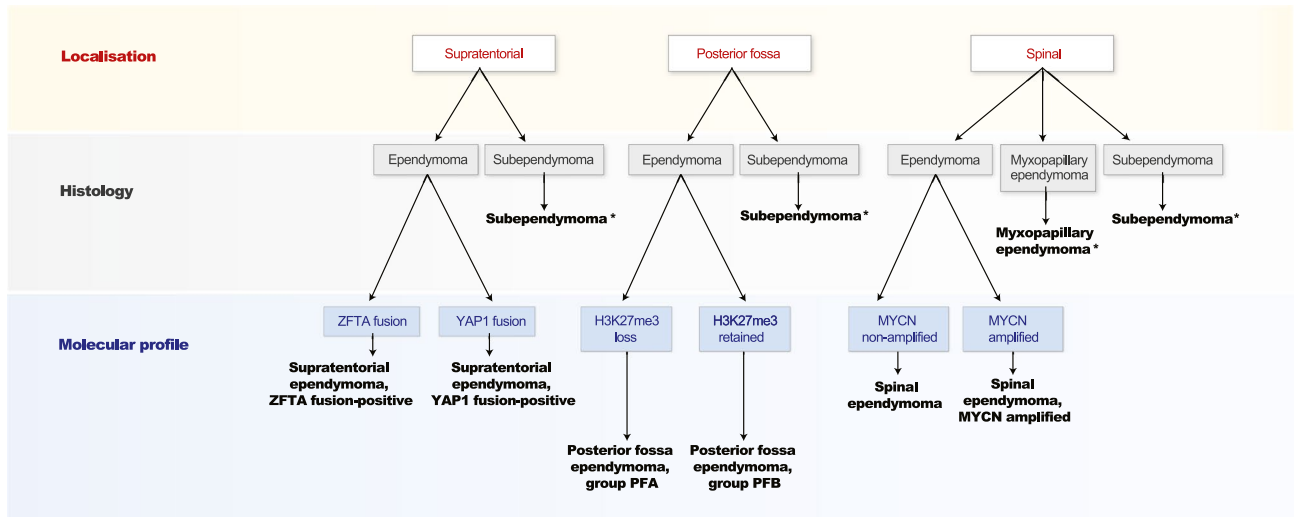 Localisation
Supratentorial
Posterior fossa
Spinal
Histology
Ependymoma
Subependymoma
Ependymoma
Subependymoma
Ependymoma
Myxopapillary
ependymoma
Subependymoma
Subependymoma*
Subependymoma*
Myxopapillary
ependymoma*
Subependymoma*
Molecular profile
ZFTA fusion
YAP1 fusion
H3K27me3
loss
H3K27me3
retained
MYCN
non-amplified
MYCN
amplified
Supratentorial
ependymoma,
ZFTA fusion-positive
Supratentorial
ependymoma,
YAP1 fusion-positive
Posterior fossa
ependymoma,
group PFA
Posterior fossa
ependymoma,
group PFB
Spinal
ependymoma
Spinal
ependymoma,
MYCN amplified